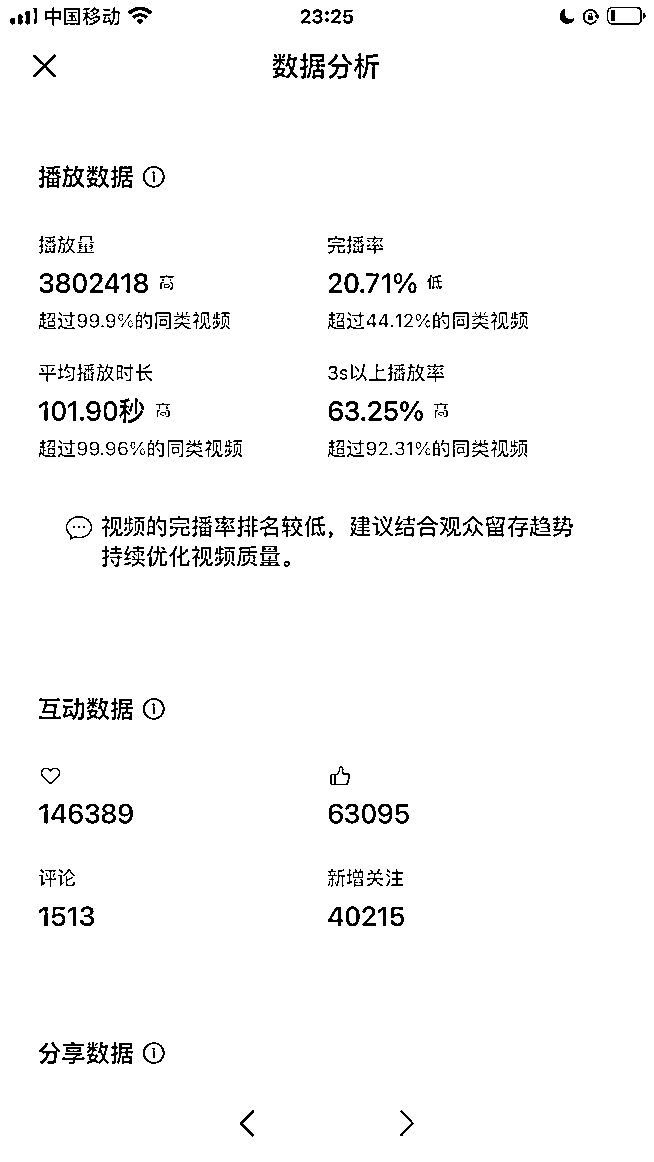 中国移动 23:25
数据分析
播放数据
播放量 完播率
3802418 高 20.71% 低
超过99.9%的同类视频 超过44.12%的同类视频
平均播放时长 3s以上播放率
101.90秒 高 63.25% 高
超过99.96%的同类视频 超过92.31%的同类视频
视频的完播率排名较低，建议结合观众留存趋势
持续优化视频质量。
互动数据
146389 63095
评论 新增关注
1513 40215
分享数据